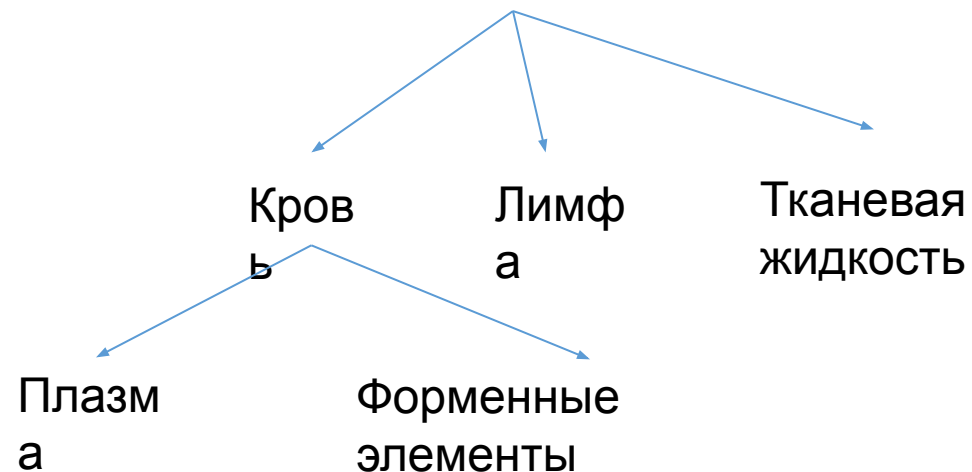 Кров
ь
Лимф
а
Тканевая
жидкость
Плазм
а
Форменные
элементы